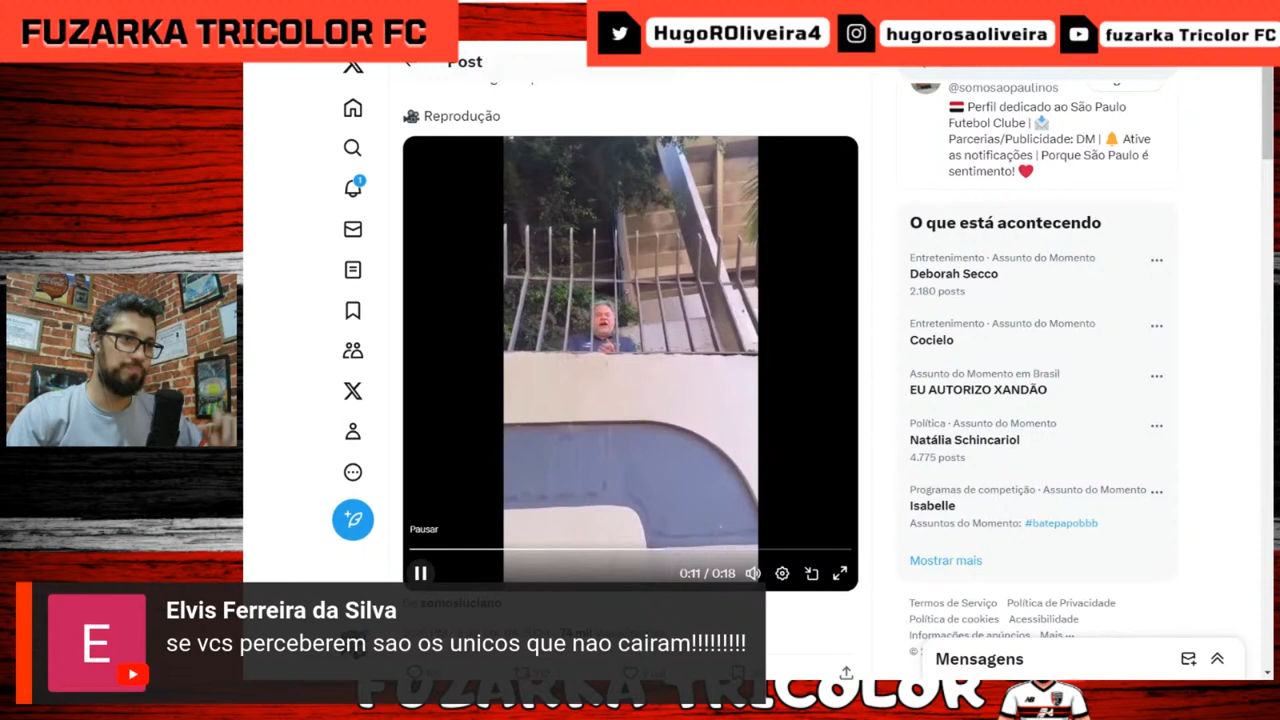 FUZARKA TRICOLOR FC
HugoROliveira4
hugorosaoliveira
fuzarka Tricolor FC
Post
Reprodução
Pausar
0:11 / 0:18
@somosaopaulinos
Perfil dedicado ao São Paulo
Futebol Clube |
Parcerias/Publicidade: DM | Ative
as notificações | Porque São Paulo é
sentimento!
O que está acontecendo
Entretenimento · Assunto do Momento
Deborah Secco
2.180 posts
Entretenimento · Assunto do Momento
Cocielo
Assunto do Momento em Brasil
EU AUTORIZO XANDÃO
Política · Assunto do Momento
Natália Schincariol
4.775 posts
Programas de competição · Assunto do Momento
Isabelle
Assuntos do Momento: #batepapobbb
Mostrar mais
Termos de Serviço Política de Privacidade
Política de cookies Acessibilidade
Informações de anúncios Mais
Mensagens
somosluciano
E
Elvis Ferreira da Silva
se vcs perceberem sao os unicos que nao cairam!!!!!!!!!
FUZARKA TRICOLOR